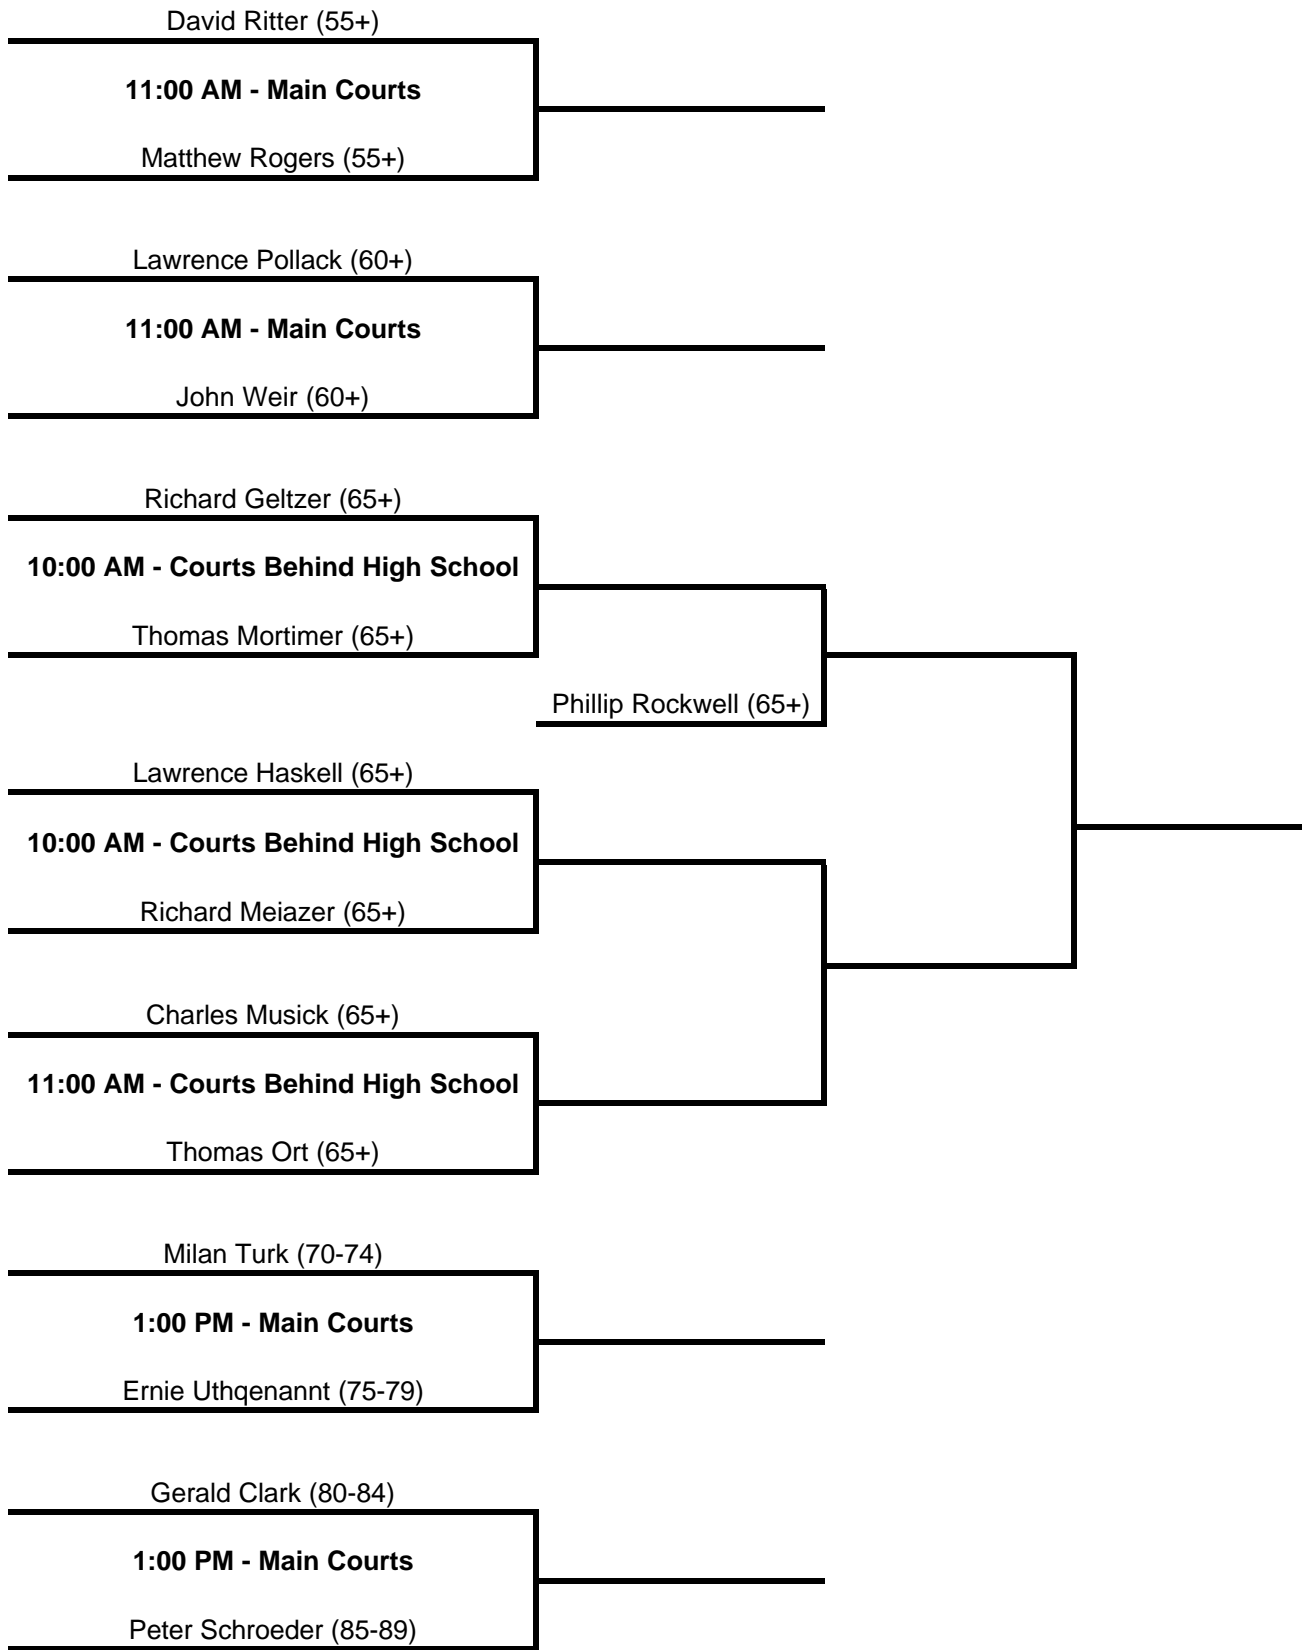 David Ritter (55+)
11:00 AM - Main Courts
Matthew Rogers (55+)
Lawrence Pollack (60+)
11:00 AM - Main Courts
John Weir (60+)
Richard Geltzer (65+)
10:00 AM - Courts Behind High School
Thomas Mortimer (65+)
Phillip Rockwell (65+)
Lawrence Haskell (65+)
10:00 AM - Courts Behind High School
Richard Meiazer (65+)
Charles Musick (65+)
11:00 AM - Courts Behind High School
Thomas Ort (65+)
Milan Turk (70-74)
1:00 PM - Main Courts
Ernie Uthqenannt (75-79)
Gerald Clark (80-84)
1:00 PM - Main Courts
Peter Schroeder (85-89)